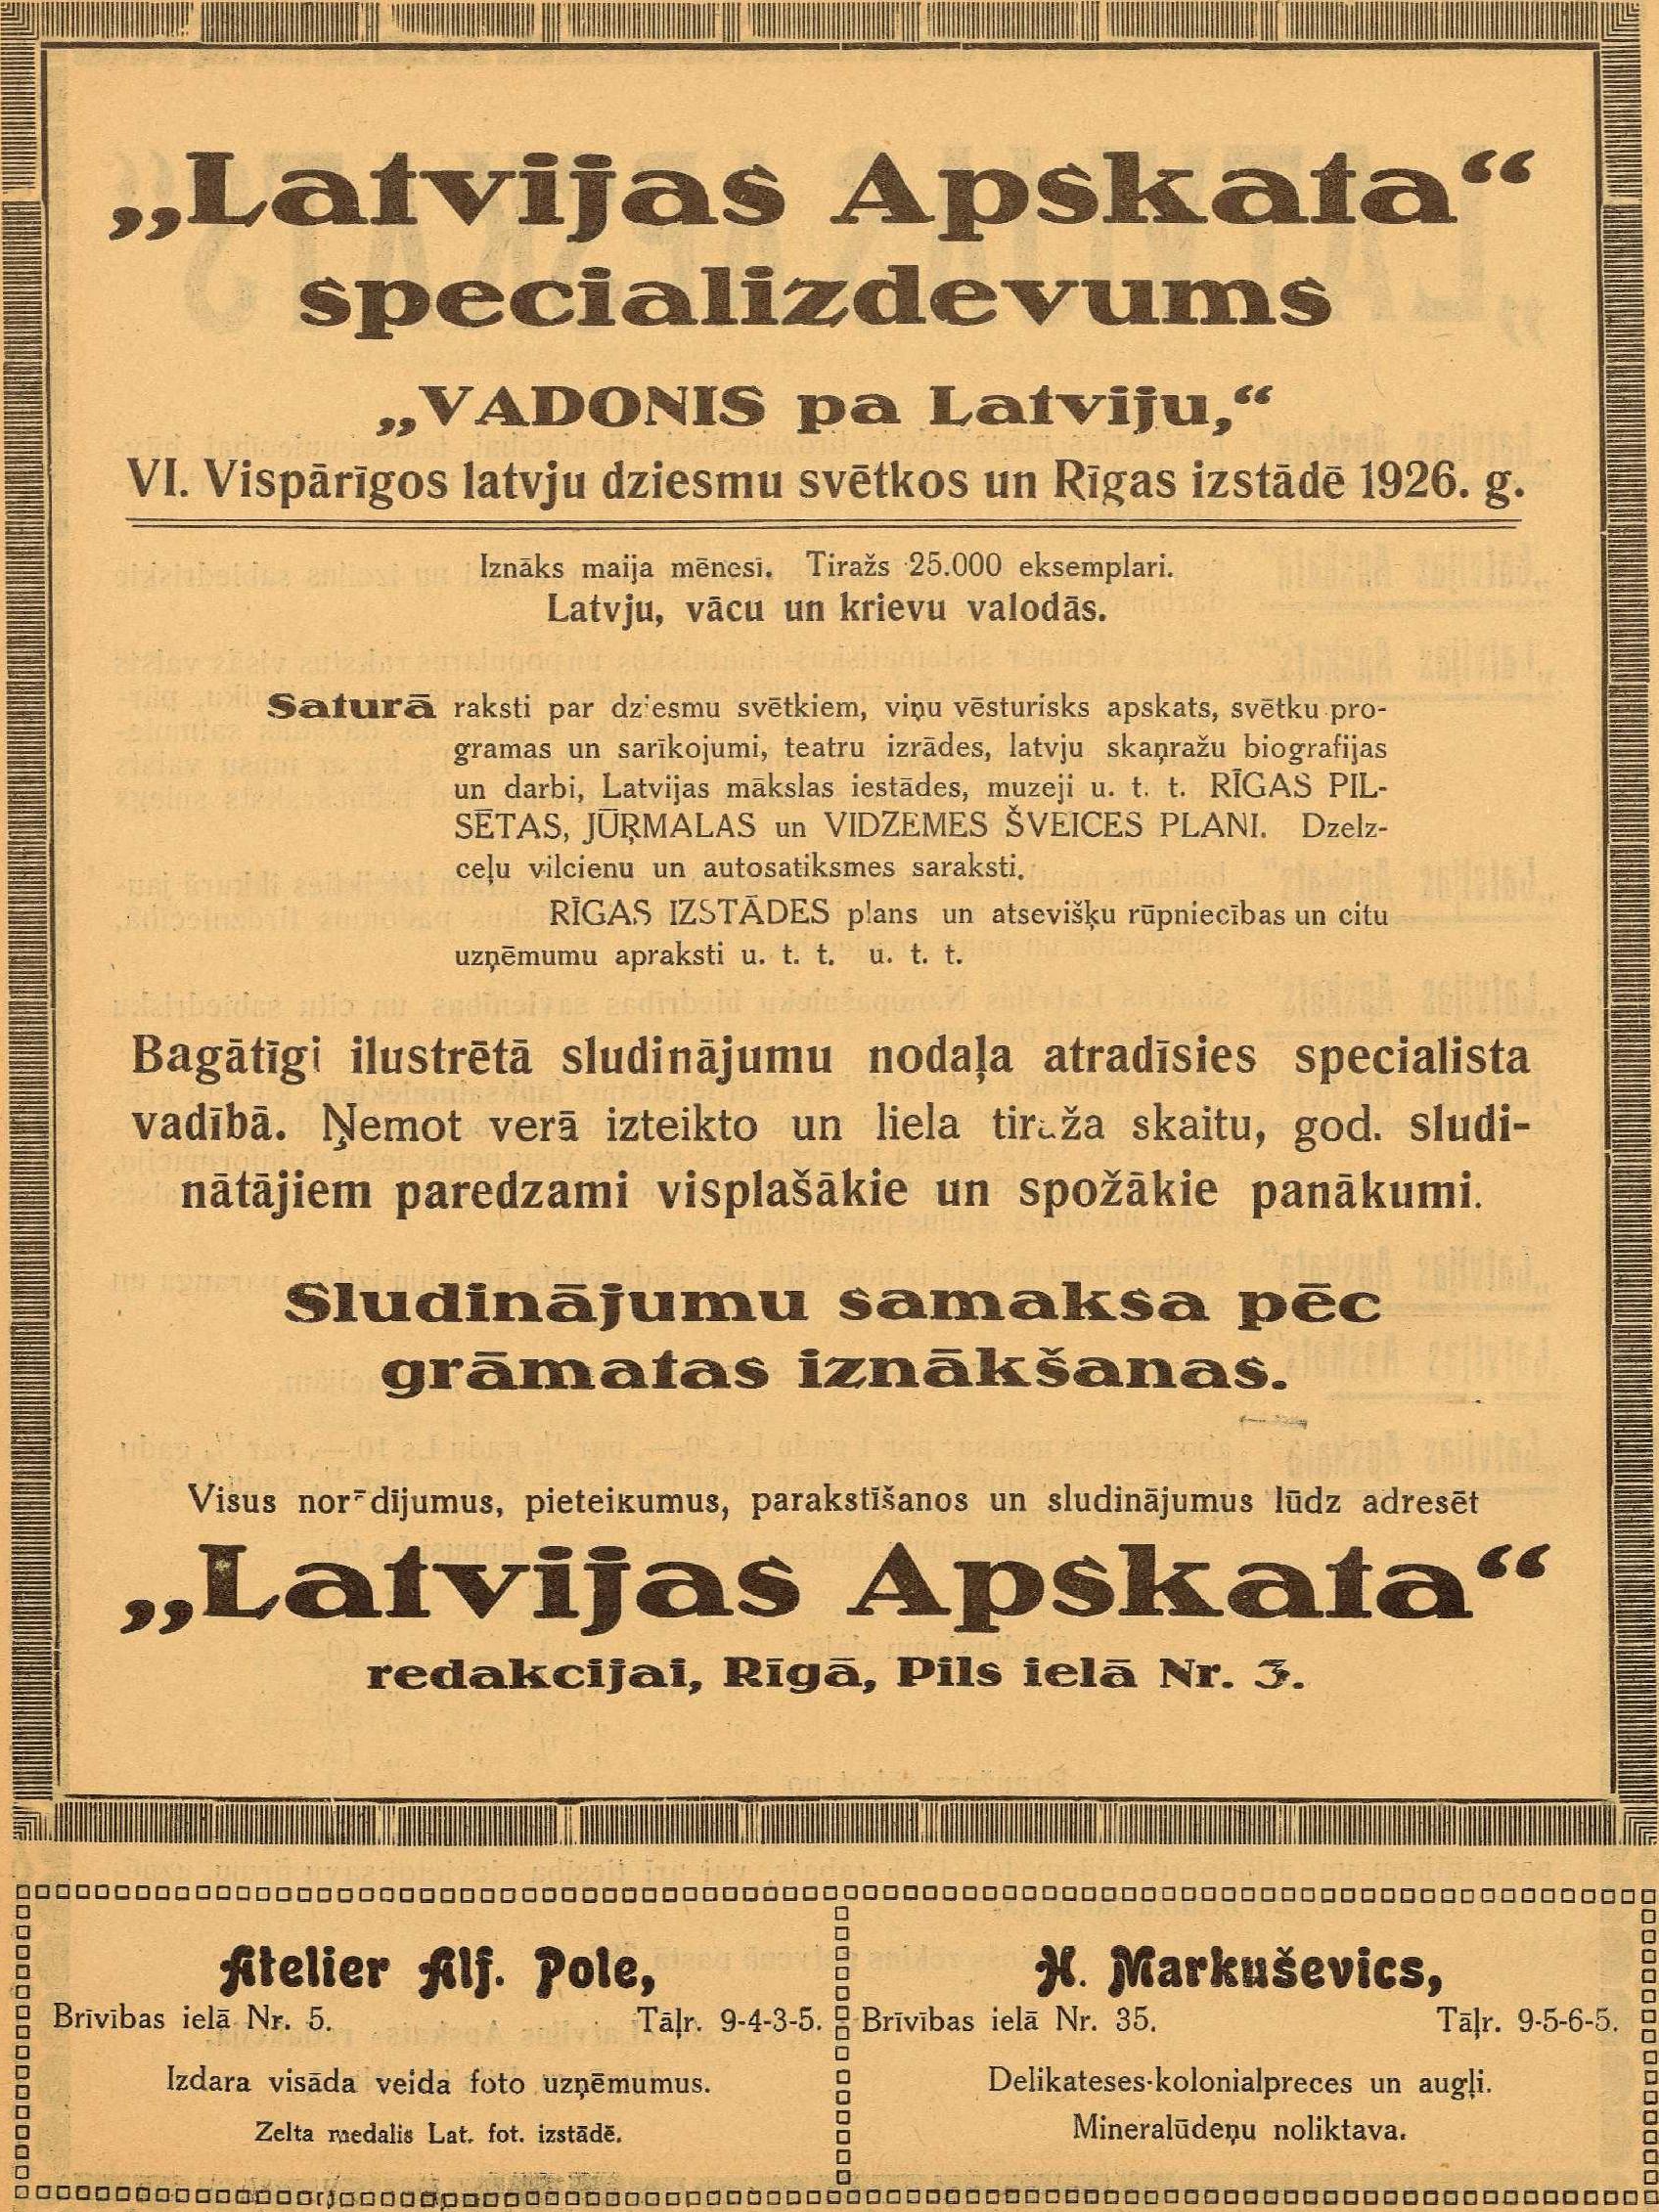 „Latvijas Apskata“
specializdevums
„VADONIS pa Latviju,“
VI. Vispārīgos latvju dziesmu svētkos un Rīgas izstādē 1926. g.
Iznāks maija mēnesī. Tiražs 25.000 eksemplari.
Latvju, vācu un krievu valodās.
Saturā raksti par dziesmu svētkiem, viņu vēsturisks apskats, svētku pro-
gramas un sarīkojumi, teatru izrādes, latvju skaņražu biografijas
un darbi, Latvijas mākslas iestādes, muzeji u. t. t. RĪGAS PIL-
SĒTAS, JŪŖMALAS un VIDZEMES ŠVEICES PLANI. Dzelz-
ceļu vilcienu un autosatiksmes saraksti.
RĪGAS IZSTĀDES plans un atsevišķu rūpniecības un citu
uzņēmumu apraksti u. t. t. u. t. t.
Bagātīgi ilustrētā sludinājumu nodaļa atradīsies specialista
vadībā. Ņemot verā izteikto un liela tiraža skaitu, god. sludi-
nātājiem paredzami visplašākie un spožākie panākumi.
Sludinājumu samaksa pēc
grāmatas iznākšanas.
Visus norādījumus, pieteikumus, parakstīšanos un sludinājumus lūdz adresēt
„Latvijas Apskata“
redakcijai, Rīgā, Pils ielā Nr. 3.
Atelier Alf. Pole,
Brīvības ielā Nr. 5. Tāļr. 9-4-3-5.
Izdara visāda veida foto uzņēmumus.
Zelta medalis Lat. fot. izstādē.
H. Markuševics,
Brīvības ielā Nr. 35. Tāļr. 9-5-6-5.
Delikateses-kolonialpreces un augļi.
Mineralūdeņu noliktava.